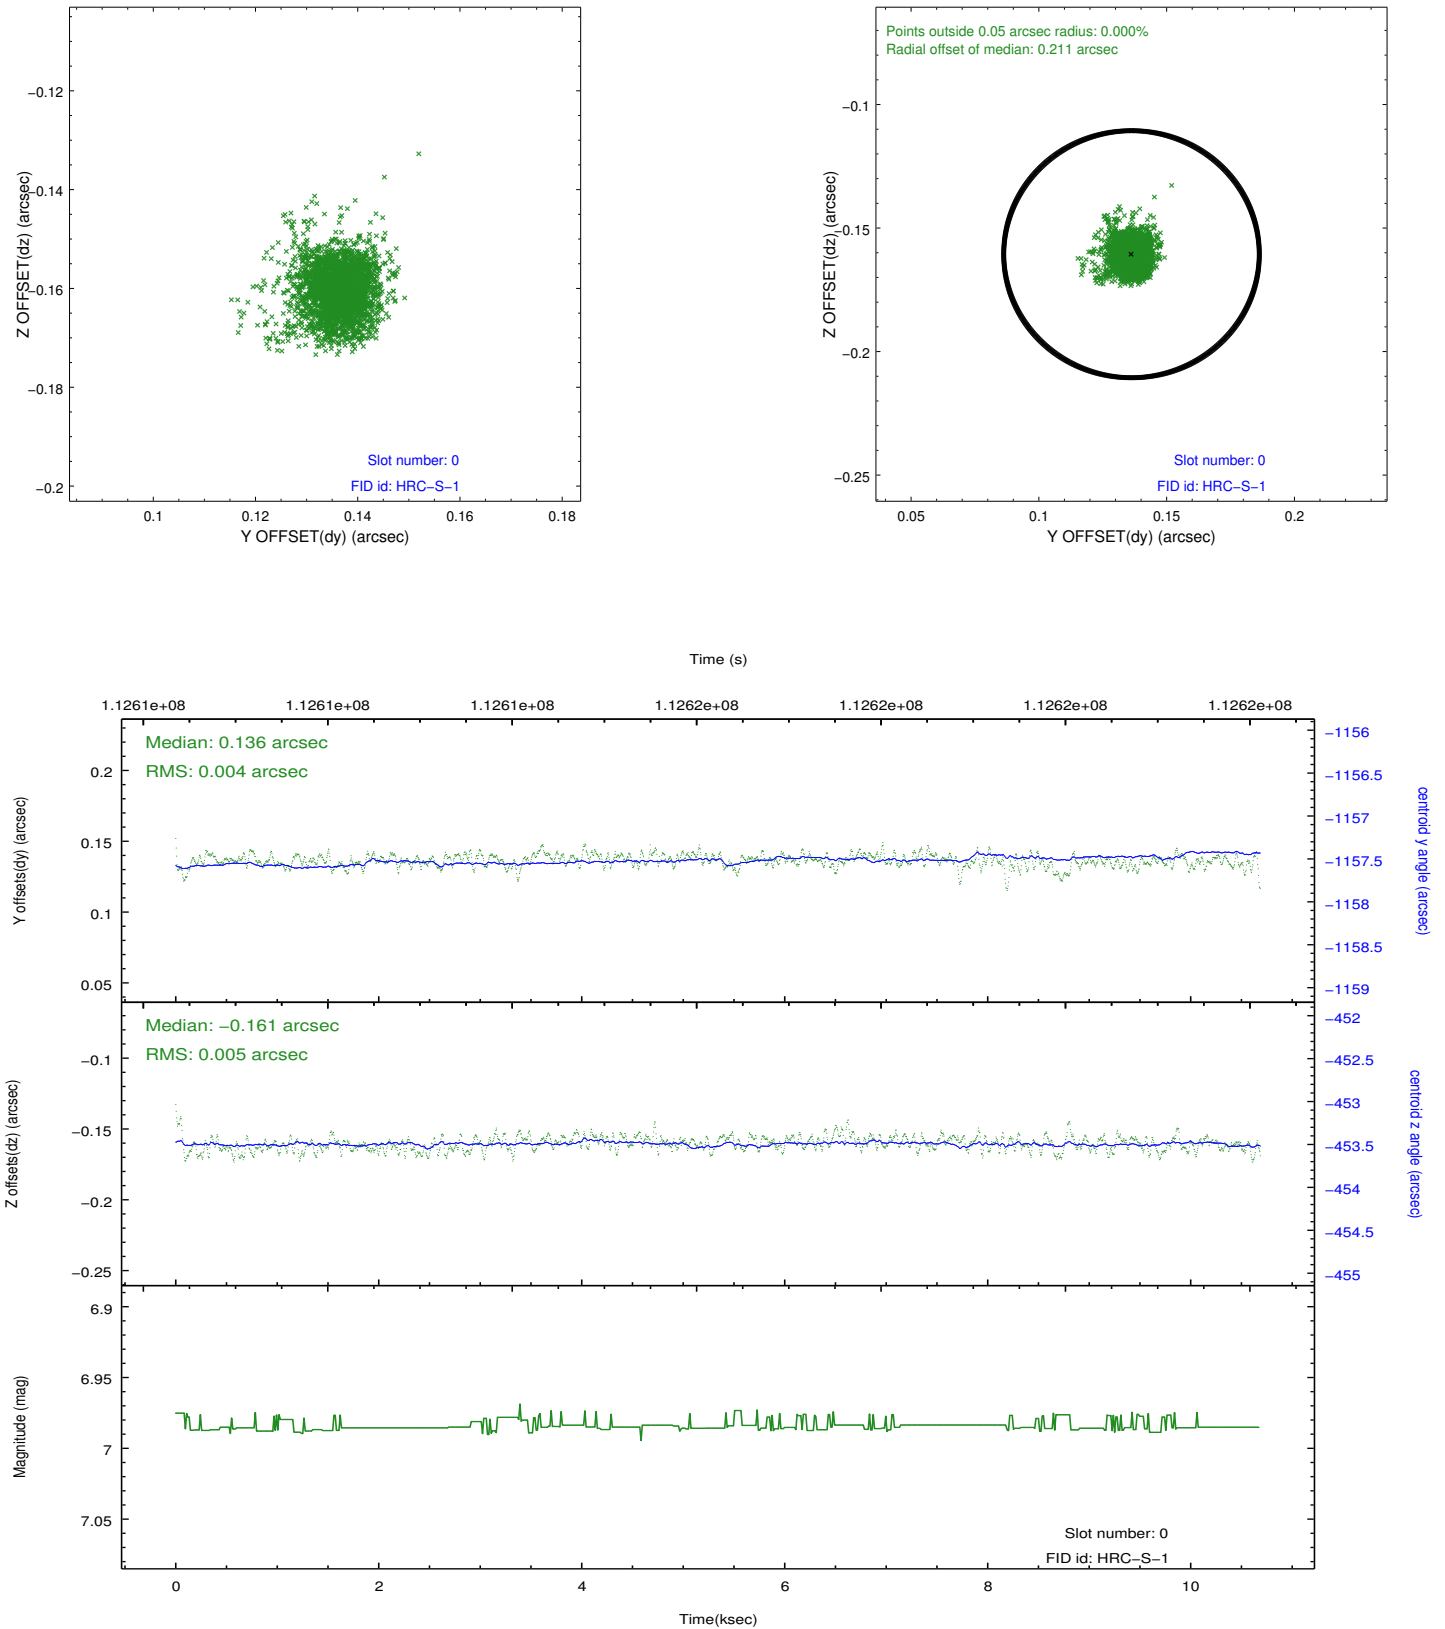 −0.12
−0.14
−0.16
−0.18
−0.2
Z OFFSET(dz) (arcsec)
Slot number: 0
FID id: HRC−S−1
0.1
0.12
0.14
0.16
0.18
Y OFFSET(dy) (arcsec)
Points outside 0.05 arcsec radius: 0.000%
Radial offset of median: 0.211 arcsec
−0.1
−0.15
−0.2
−0.25
Z OFFSET(dz) (arcsec)
Slot number: 0
FID id: HRC−S−1
0.05
0.1
0.15
0.2
Y OFFSET(dy) (arcsec)
Time (s)
1.1261e+08
1.1261e+08
1.1261e+08
1.1262e+08
1.1262e+08
1.1262e+08
1.1262e+08
Median: 0.136 arcsec
RMS: 0.004 arcsec
0.2
0.15
0.1
0.05
Y offsets(dy) (arcsec)
−1156
−1156.5
−1157
−1157.5
−1158
−1158.5
−1159
centroid y angle (arcsec)
Median: −0.161 arcsec
RMS: 0.005 arcsec
−0.1
−0.15
−0.2
−0.25
Z offsets(dz) (arcsec)
−452
−452.5
−453
−453.5
−454
−454.5
−455
centroid z angle (arcsec)
6.9
6.95
7
7.05
Magnitude (mag)
Slot number: 0
FID id: HRC−S−1
0
2
4
6
8
10
Time(ksec)